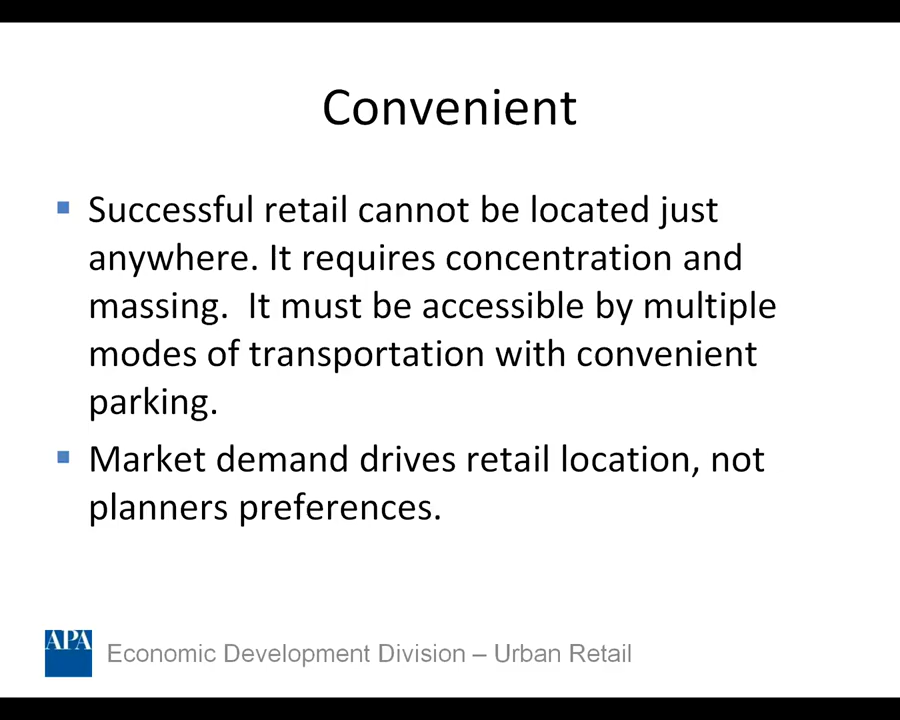 Convenient
Successful retail cannot be located just
anywhere. It requires concentration and
massing.  It must be accessible by multiple
modes of transportation with convenient
parking.
Market demand drives retail location, not
planners preferences.
APA
Economic Development Division – Urban Retail